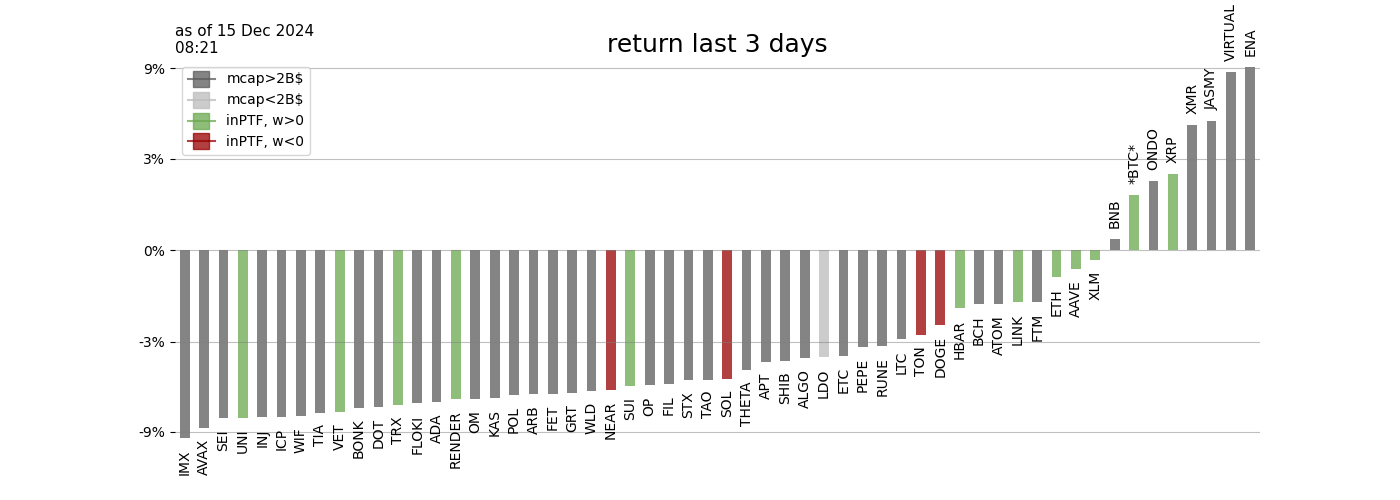 as of 15 Dec 2024
08:21
return last 3 days
9%
3%
0%
-3%
-9%
mcap>2B$
mcap<2B$
inPTF, w>0
inPTF, w<0
IMX
AVAX
SEI
UNI
INJ
ICP
WIF
TIA
VET
BONK
DOT
TRX
FLOKI
ADA
RENDER
OM
KAS
POL
ARB
FET
GRT
WLD
NEAR
SUI
OP
FIL
STX
TAO
SOL
THETA
APT
SHIB
ALGO
LDO
ETC
PEPE
RUNE
LTC
TON
DOGE
HBAR
BCH
ATOM
LINK
FTM
ETH
AAVE
XLM
BNB
*BTC*
ONDO
XRP
XMR
JASMY
VIRTUAL
ENA